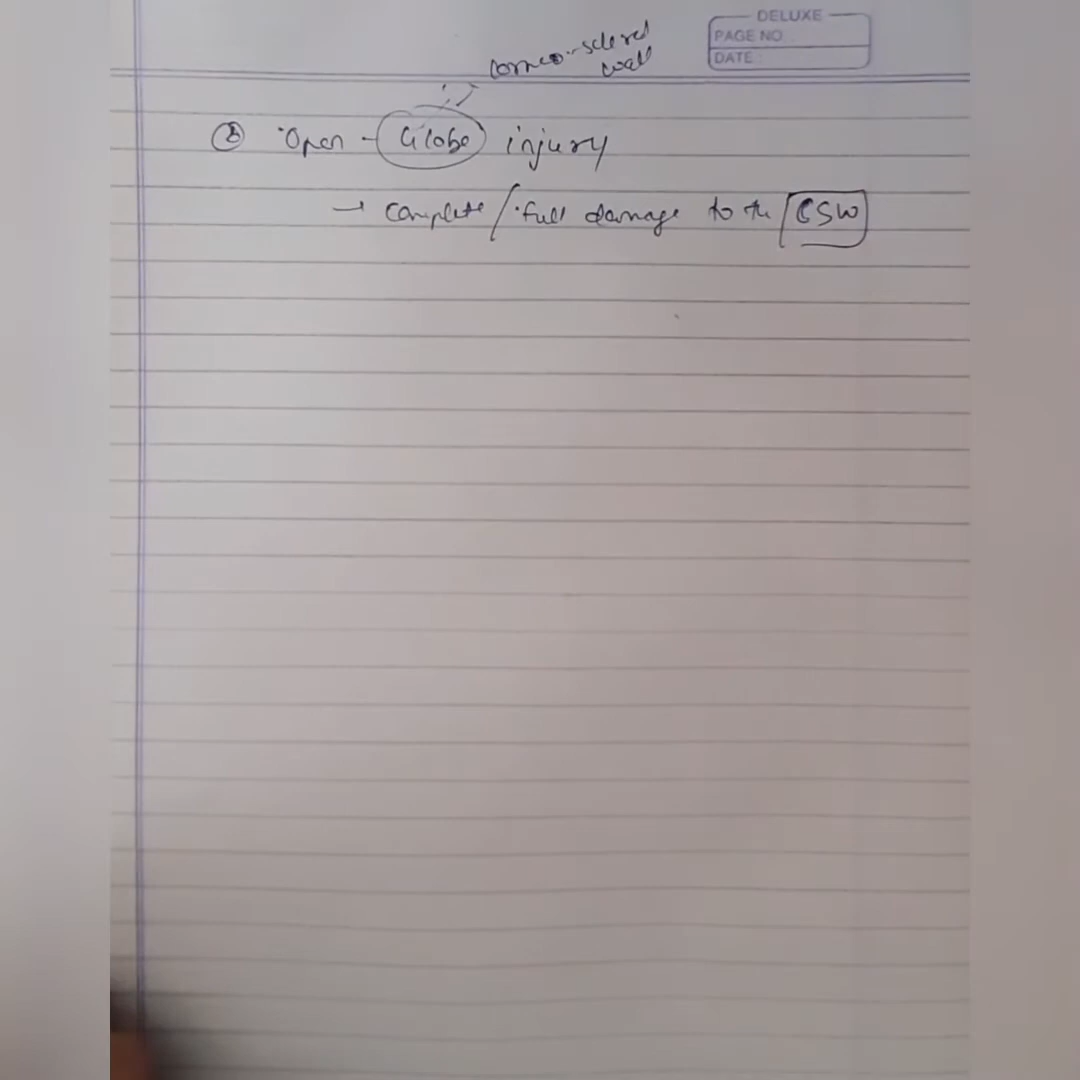 DELUXE
PAGE NO.
DATE:
corneo-scleral
wall
② Open - Globe injury
→ complete / full damage to the CSW